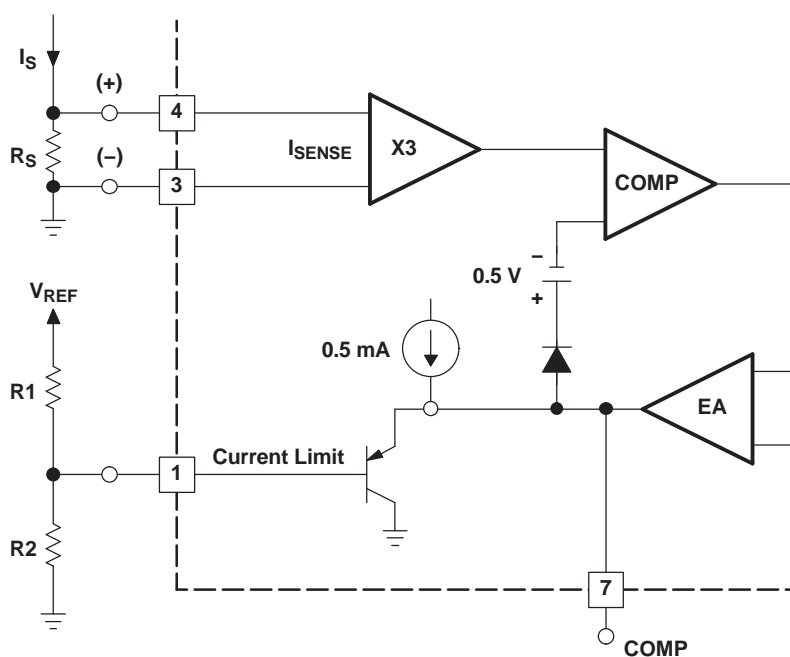 IS
(+)
4
RS
(–)
3
ISENSE
X3
COMP
–
0.5 V
+
VREF
0.5 mA
R1
EA
1
Current Limit
R2
7
COMP